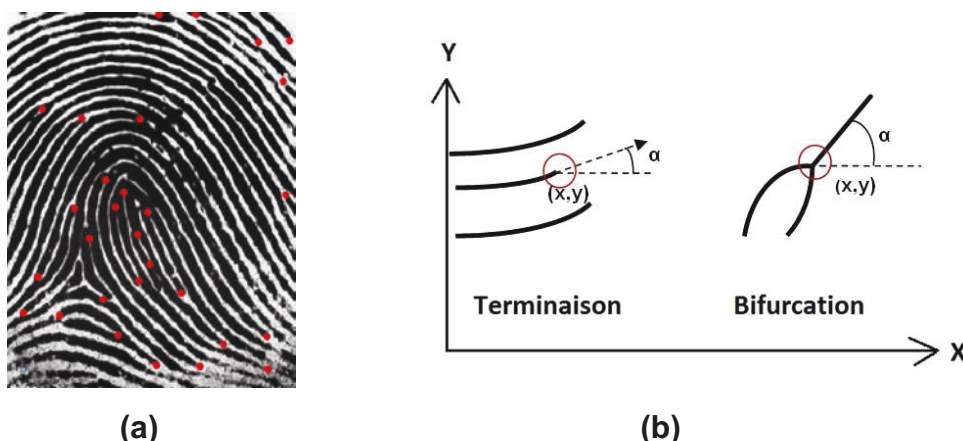 Y
α
α
(x,y)
(x,y)
Terminaison
Bifurcation
X
(a)
(b)